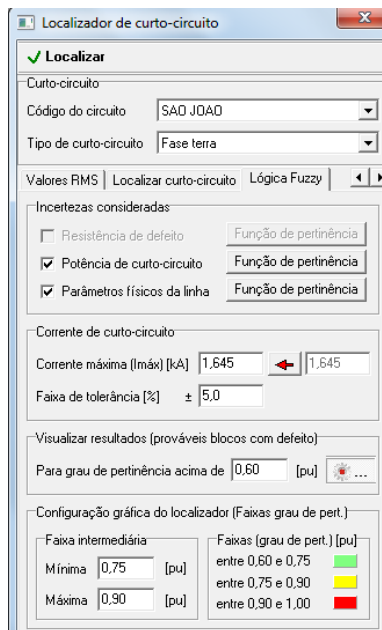 Localizador de curto-circuito
Localizar
Curto-circuito
Código do circuito SAO JOAO
Tipo de curto-circuito Fase terra
Valores RMS Localizar curto-circuito Lógica Fuzzy
Incertezas consideradas
Resistência de defeito Função de pertinência
Potência de curto-circuito Função de pertinência
Parâmetros físicos da linha Função de pertinência
Corrente de curto-circuito
Corrente máxima (Imáx) [kA] 1,645 1,645
Faixa de tolerância [%] ± 5,0
Visualizar resultados (prováveis blocos com defeito)
Para grau de pertinência acima de 0,60 [pu] ...
Configuração gráfica do localizador (Faixas grau de pert.)
Faixa intermediária Faixas (grau de pert.) [pu]
Mínima 0,75 [pu] entre 0,60 e 0,75
entre 0,75 e 0,90
Máxima 0,90 [pu] entre 0,90 e 1,00